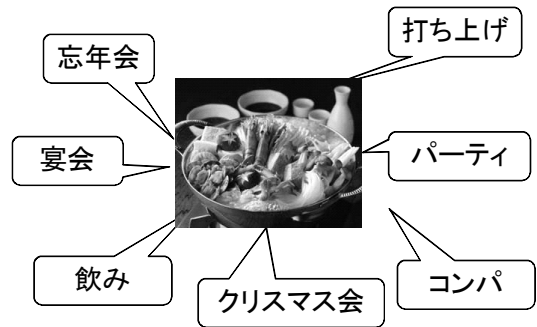 打ち上げ
忘年会
宴会
パーティ
飲み
クリスマス会
コンパ